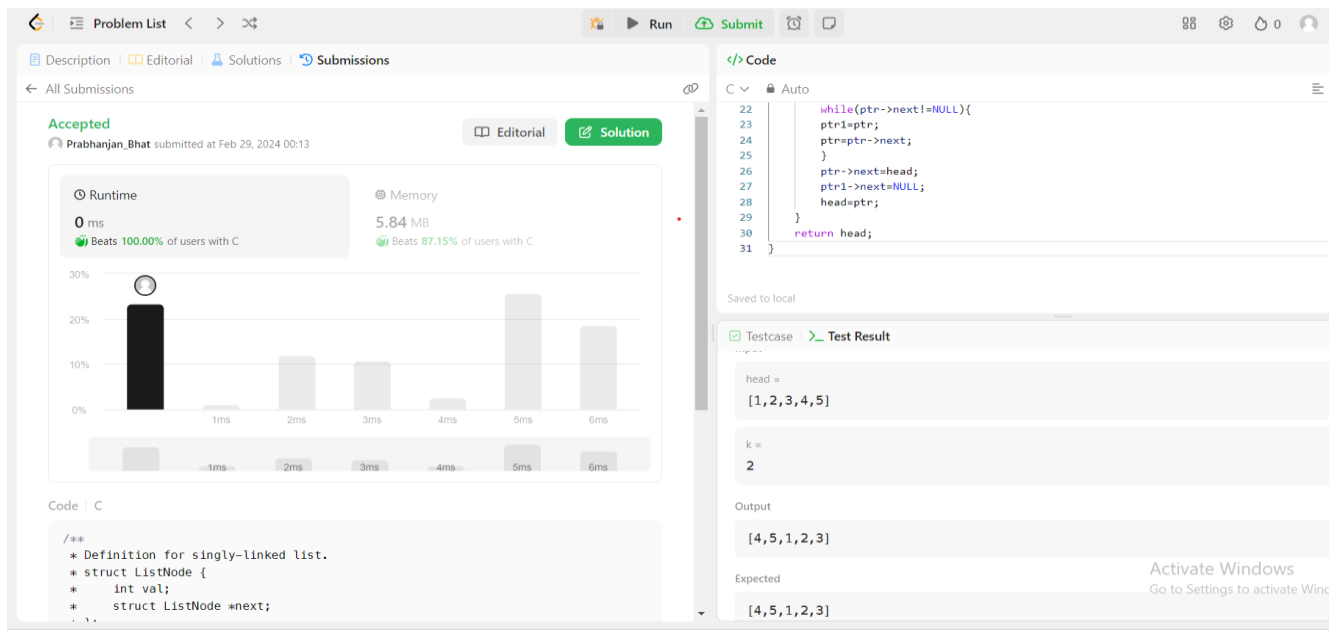 Problem List
Run
Submit
0
Description
Editorial
Solutions
Submissions
All Submissions
Accepted
Prabhanjan_Bhat submitted at Feb 29, 2024 00:13
Editorial
Solution
Runtime
0 ms
Beats 100.00% of users with C
Memory
5.84 MB
Beats 87.15% of users with C
30%
20%
10%
0%
1ms 2ms 3ms 4ms 5ms 6ms
1ms 2ms 3ms 4ms 5ms 6ms
Code C
/**
* Definition for singly-linked list.
* struct ListNode {
*     int val;
*     struct ListNode *next;
</> Code
C
Auto
22 while(ptr->next!=NULL){
23 ptr1=ptr;
24 ptr=ptr->next;
25 }
26 ptr->next=head;
27 ptr1->next=NULL;
28 head=ptr;
29 }
30 return head;
31 }
Saved to local
Testcase
>_ Test Result
head =
[1,2,3,4,5]
k =
2
Output
[4,5,1,2,3]
Expected
[4,5,1,2,3]
Activate Windows
Go to Settings to activate